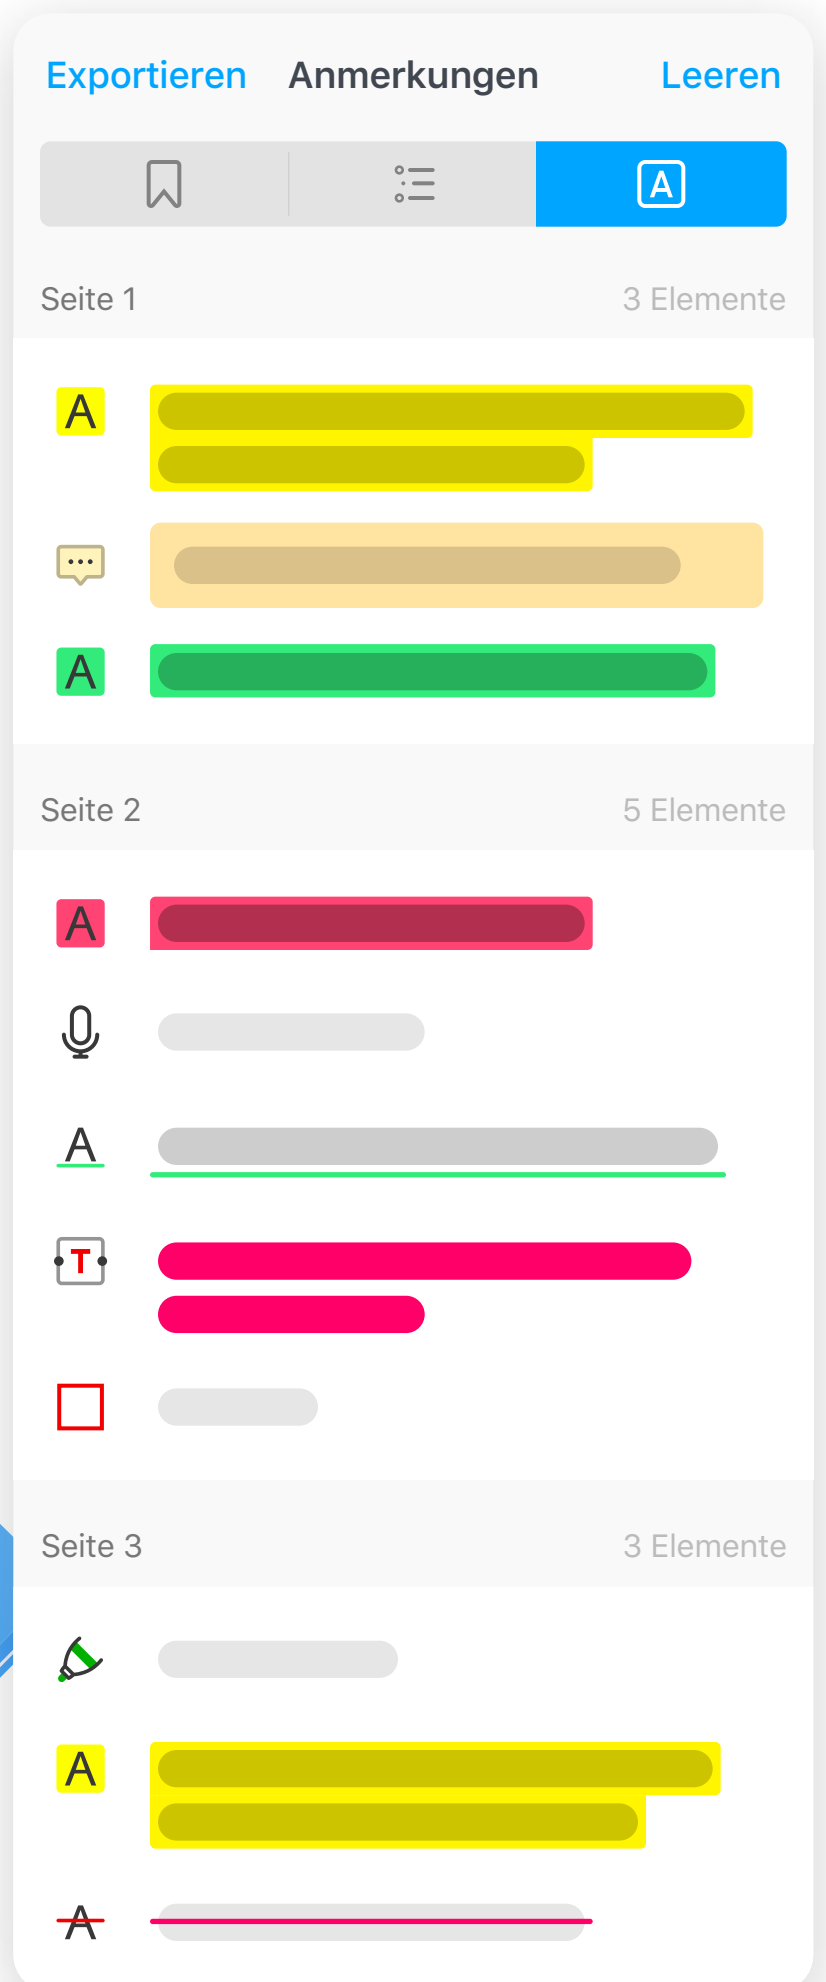 Exportieren Anmerkungen Leeren
A
Seite 1 3 Elemente
A
A
Seite 2 5 Elemente
A
A
T
Seite 3 3 Elemente
A
A